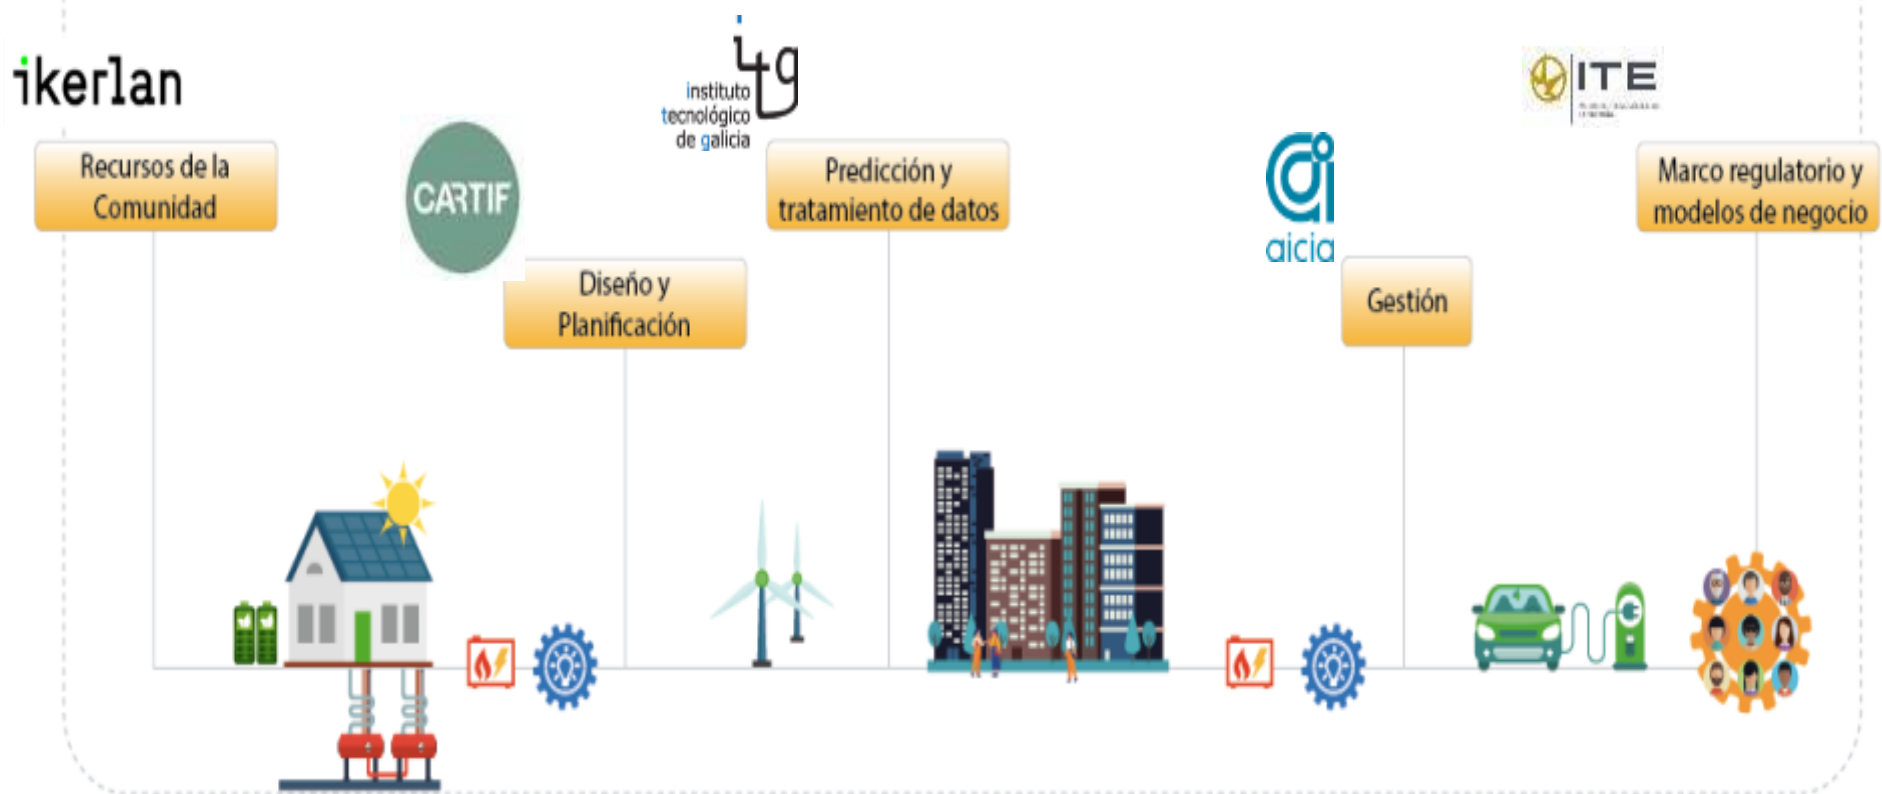 ikerlan
Recursos de la
Comunidad
CARTIF
itg
instituto
tecnológico
de galicia
Diseño y
Planificación
Predicción y
tratamiento de datos
aicia
Gestión
ITE
Marco regulatorio y
modelos de negocio